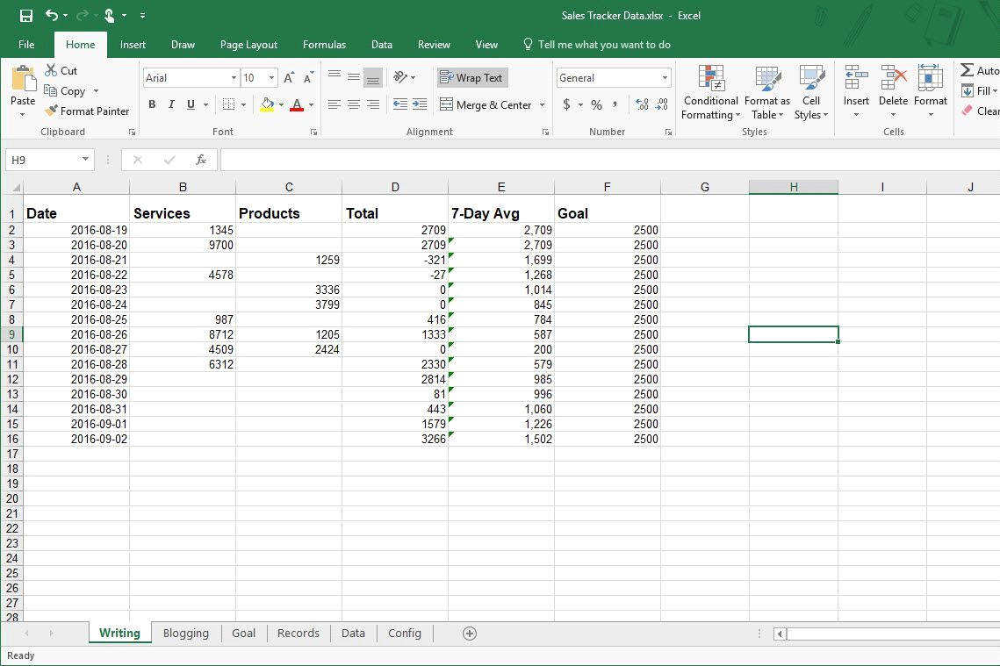 Sales Tracker Data.xlsx - Excel
File Home Insert Draw Page Layout Formulas Data Review View Tell me what you want to do
Paste
Cut
Copy
Format Painter
Clipboard
Arial 10 A A
B I U A
Font
Wrap Text
Merge & Center
Alignment
General
$ % , .00 .00
Number
Conditional Formatting
Format as Table
Cell Styles
Styles
Insert Delete Format
Cells
Auto
Fill
Clear
H9 fx
A B C D E F G H I J
1 Date Services Products Total 7-Day Avg Goal
2 2016-08-19 1345 2709 2,709 2500
3 2016-08-20 9700 2709 2,709 2500
4 2016-08-21 1259 -321 1,699 2500
5 2016-08-22 4578 -27 1,268 2500
6 2016-08-23 3336 0 1,014 2500
7 2016-08-24 3799 0 845 2500
8 2016-08-25 987 416 784 2500
9 2016-08-26 8712 1205 1333 587 2500
10 2016-08-27 4509 2424 0 200 2500
11 2016-08-28 6312 2330 579 2500
12 2016-08-29 2814 985 2500
13 2016-08-30 81 996 2500
14 2016-08-31 443 1,060 2500
15 2016-09-01 1579 1,226 2500
16 2016-09-02 3266 1,502 2500
17
18
19
20
21
22
23
24
25
26
27
28
Writing Blogging Goal Records Data Config
Ready